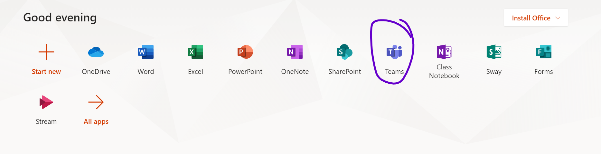 Good evening
Install Office
Start new
OneDrive
Word
Excel
PowerPoint
OneNote
SharePoint
Teams
Class
Notebook
Sway
Forms
Stream
All apps